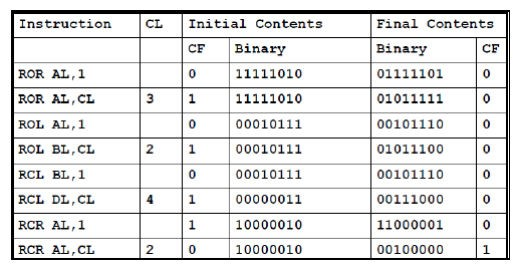 Instruction CL Initial Contents Final Contents
CF Binary Binary CF
ROR AL,1 0 11111010 01111101 0
ROR AL,CL 3 1 11111010 01011111 0
ROL AL,1 0 00010111 00101110 0
ROL BL,CL 2 1 00010111 01011100 0
RCL BL,1 0 00010111 00101110 0
RCL DL,CL 4 1 00000011 00111000 0
RCR AL,1 1 10000010 11000001 0
RCR AL,CL 2 0 10000010 00100000 1